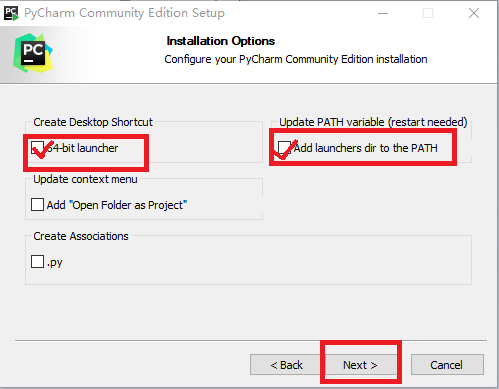 PC PyCharm Community Edition Setup
PC
Installation Options
Configure your PyCharm Community Edition installation
Create Desktop Shortcut
64-bit launcher
Update PATH variable (restart needed)
Add launchers dir to the PATH
Update context menu
Add "Open Folder as Project"
Create Associations
.py
< Back
Next >
Cancel